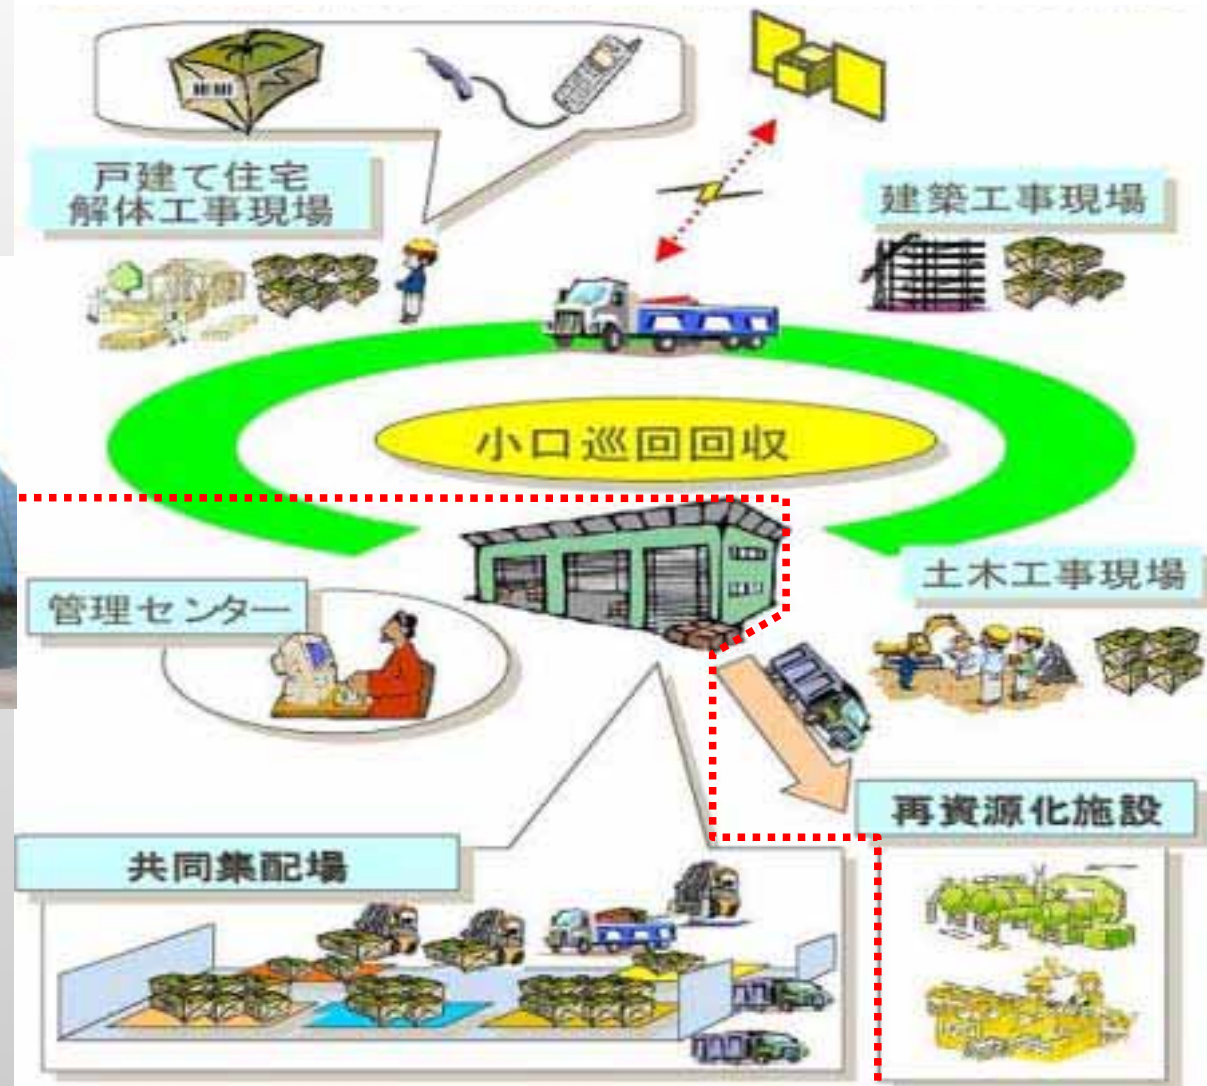 戸建て住宅
解体工事現場
建築工事現場
小口巡回回収
管理センター
土木工事現場
再資源化施設
共同集配場